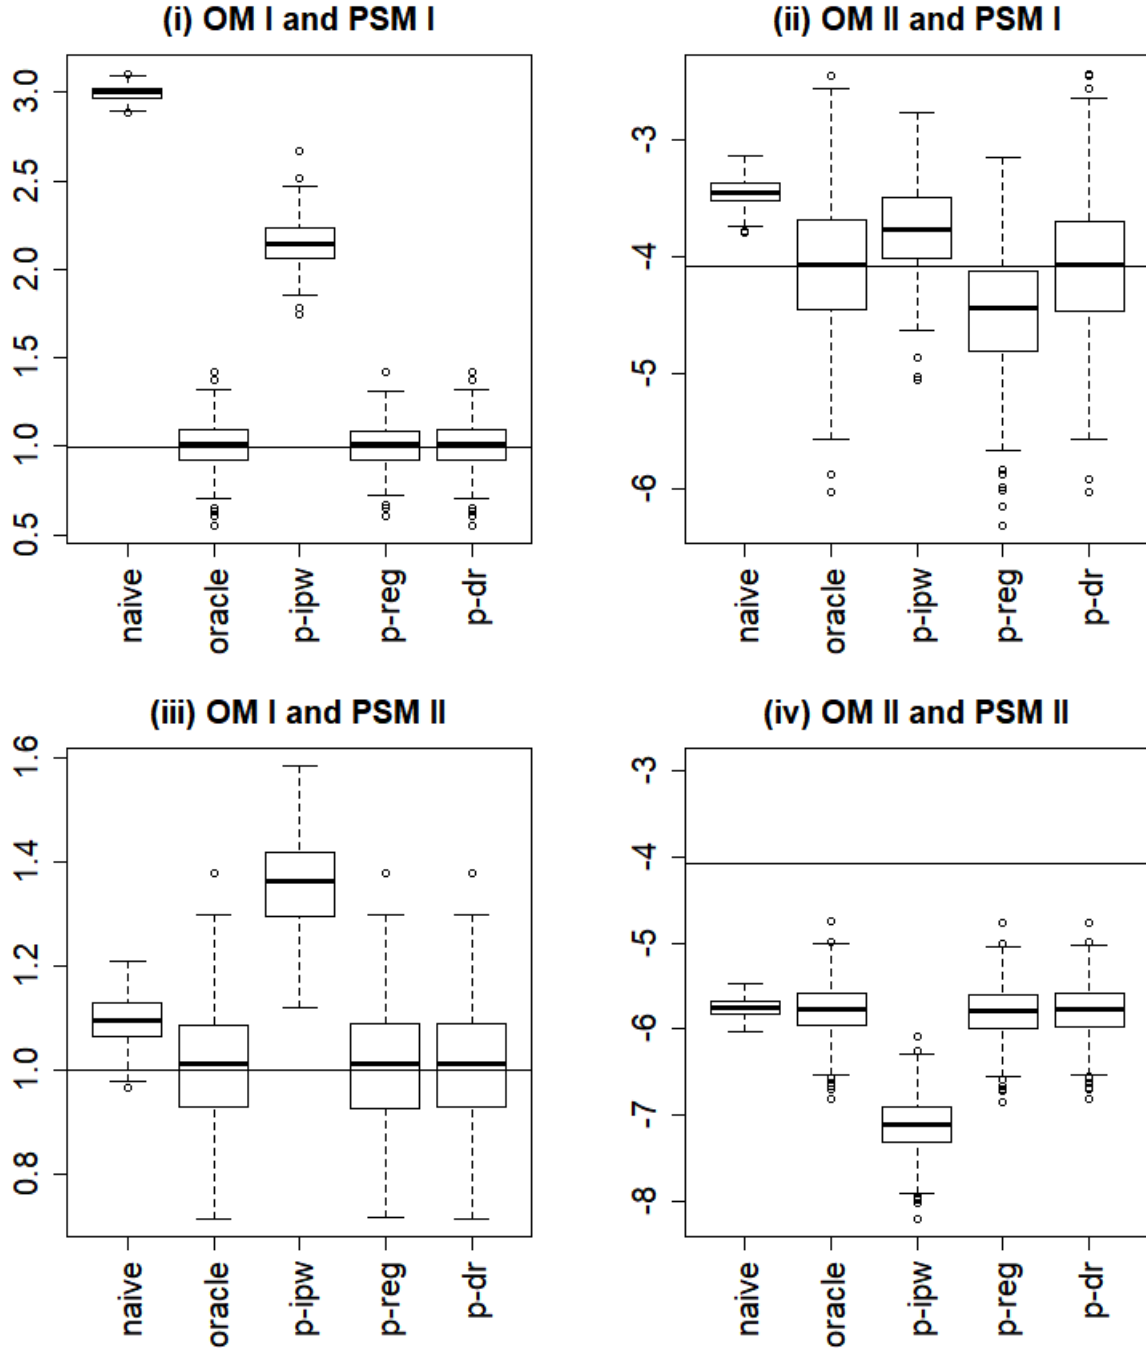 (i) OM I and PSM I
3.0
2.5
2.0
1.5
1.0
0.5
naive
oracle
p-ipw
p-reg
p-dr
(ii) OM II and PSM I
-3
-4
-5
-6
naive
oracle
p-ipw
p-reg
p-dr
(iii) OM I and PSM II
1.6
1.4
1.2
1.0
0.8
naive
oracle
p-ipw
p-reg
p-dr
(iv) OM II and PSM II
-3
-4
-5
-6
-7
-8
naive
oracle
p-ipw
p-reg
p-dr